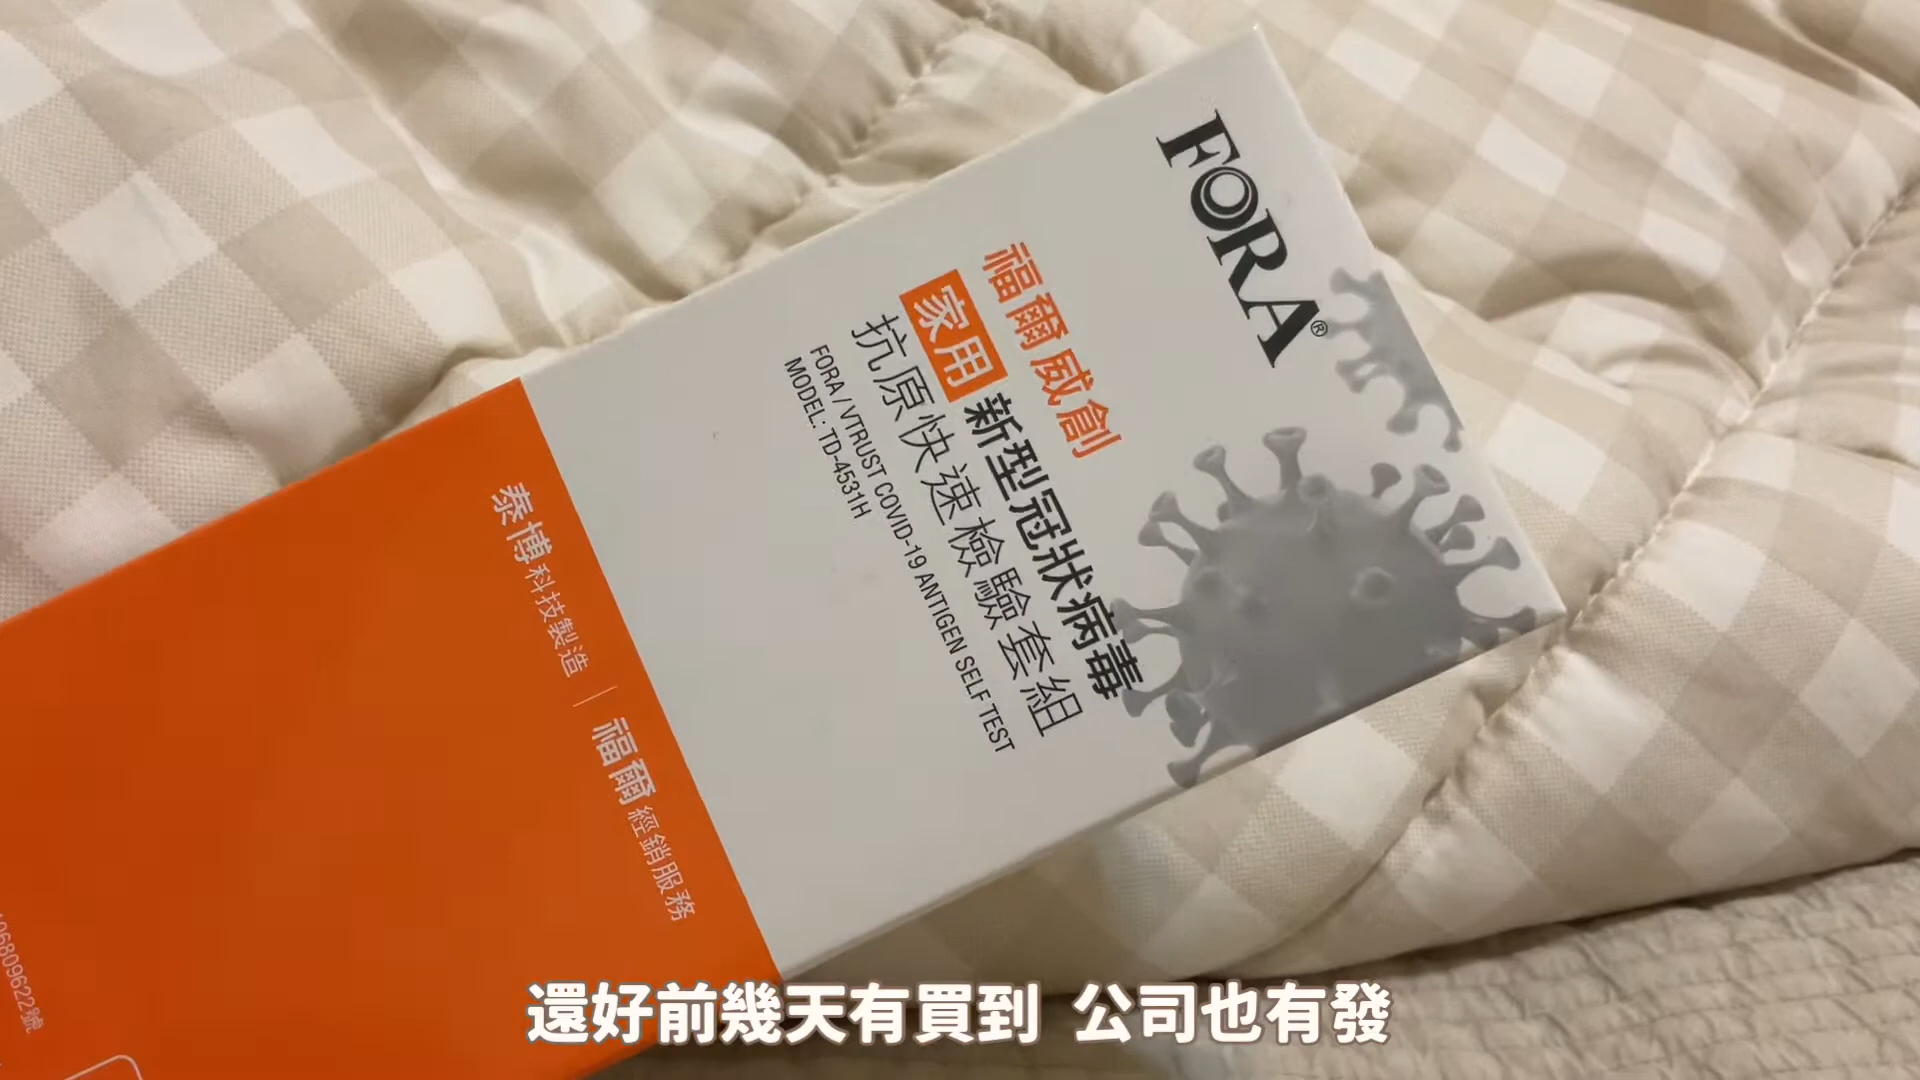 FORA®
福爾威創
家用 新型冠狀病毒
抗原快速檢驗套組
FORA / VTRUST COVID-19 ANTIGEN SELF TEST
MODEL: TD-4531H
泰博科技製造 | 福爾經銷服務
還好前幾天有買到 公司也有發